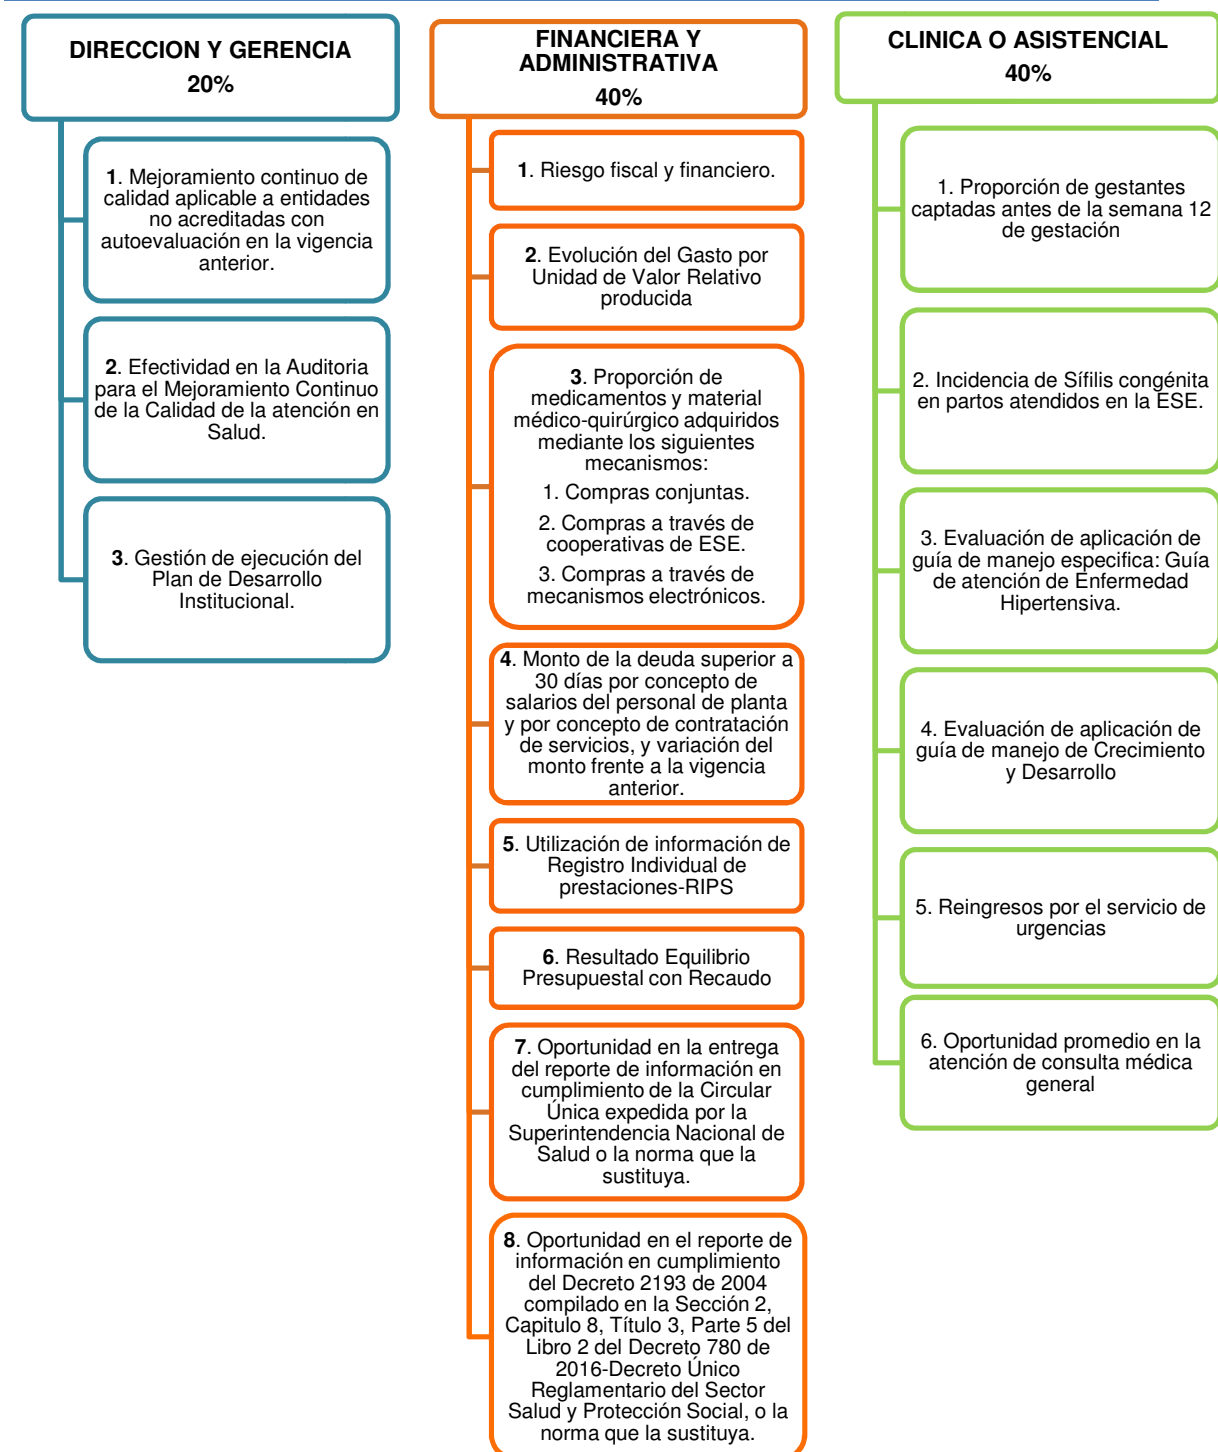 DIRECCION Y GERENCIA
20%
1. Mejoramiento continuo de
calidad aplicable a entidades
no acreditadas con
autoevaluación en la vigencia
anterior.
2. Efectividad en la Auditoria
para el Mejoramiento Continuo
de la Calidad de la atención en
Salud.
3. Gestión de ejecución del
Plan de Desarrollo
Institucional.
FINANCIERA Y
ADMINISTRATIVA
40%
1. Riesgo fiscal y financiero.
2. Evolución del Gasto por
Unidad de Valor Relativo
producida
3. Proporción de
medicamentos y material
médico-quirúrgico adquiridos
mediante los siguientes
mecanismos:
1. Compras conjuntas.
2. Compras a través de
cooperativas de ESE.
3. Compras a través de
mecanismos electrónicos.
4. Monto de la deuda superior a
30 días por concepto de
salarios del personal de planta
y por concepto de contratación
de servicios, y variación del
monto frente a la vigencia
anterior.
5. Utilización de información de
Registro Individual de
prestaciones-RIPS
6. Resultado Equilibrio
Presupuestal con Recaudo
7. Oportunidad en la entrega
del reporte de información en
cumplimiento de la Circular
Única expedida por la
Superintendencia Nacional de
Salud o la norma que la
sustituya.
8. Oportunidad en el reporte de
información en cumplimiento
del Decreto 2193 de 2004
compilado en la Sección 2,
Capitulo 8, Título 3, Parte 5 del
Libro 2 del Decreto 780 de
2016-Decreto Único
Reglamentario del Sector
Salud y Protección Social, o la
norma que la sustituya.
CLINICA O ASISTENCIAL
40%
1. Proporción de gestantes
captadas antes de la semana 12
de gestación
2. Incidencia de Sífilis congénita
en partos atendidos en la ESE.
3. Evaluación de aplicación de
guía de manejo especifica: Guía
de atención de Enfermedad
Hipertensiva.
4. Evaluación de aplicación de
guía de manejo de Crecimiento
y Desarrollo
5. Reingresos por el servicio de
urgencias
6. Oportunidad promedio en la
atención de consulta médica
general